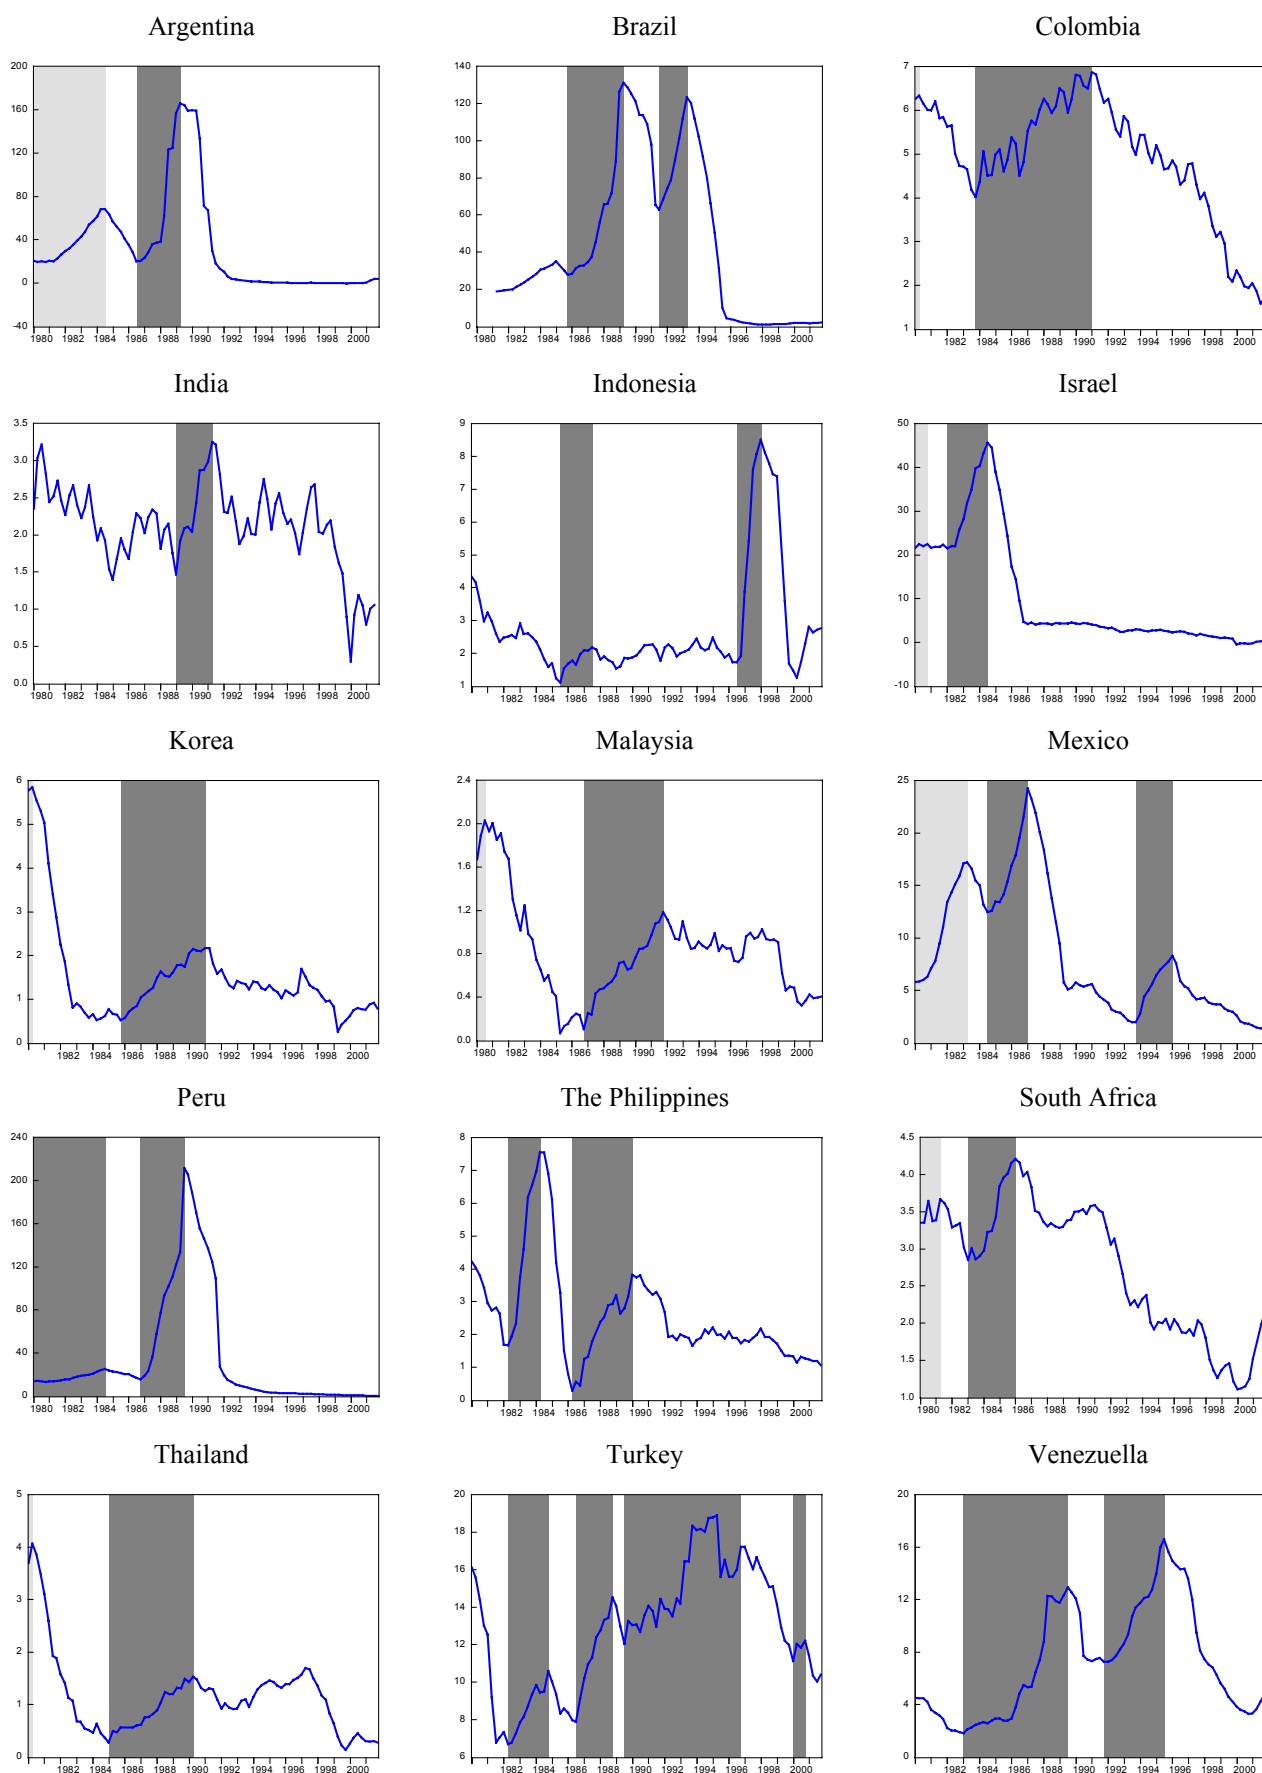 Argentina Brazil Colombia
200 160 120 80 40 0 -40
1980 1982 1984 1986 1988 1990 1992 1994 1996 1998 2000
140 120 100 80 60 40 20 0
1980 1982 1984 1986 1988 1990 1992 1994 1996 1998 2000
7 6 5 4 3 2 1
1982 1984 1986 1988 1990 1992 1994 1996 1998 2000
India Indonesia Israel
3.5 3.0 2.5 2.0 1.5 1.0 0.5 0.0
1980 1982 1984 1986 1988 1990 1992 1994 1996 1998 2000
9 8 7 6 5 4 3 2 1
1982 1984 1986 1988 1990 1992 1994 1996 1998 2000
50 40 30 20 10 0 -10
1982 1984 1986 1988 1990 1992 1994 1996 1998 2000
Korea Malaysia Mexico
6 5 4 3 2 1 0
1982 1984 1986 1988 1990 1992 1994 1996 1998 2000
2.4 2.0 1.6 1.2 0.8 0.4 0.0
1980 1982 1984 1986 1988 1990 1992 1994 1996 1998 2000
25 20 15 10 5 0
1982 1984 1986 1988 1990 1992 1994 1996 1998 2000
Peru The Philippines South Africa
240 200 160 120 80 40 0
1980 1982 1984 1986 1988 1990 1992 1994 1996 1998 2000
8 7 6 5 4 3 2 1 0
1982 1984 1986 1988 1990 1992 1994 1996 1998 2000
4.5 4.0 3.5 3.0 2.5 2.0 1.5 1.0
1980 1982 1984 1986 1988 1990 1992 1994 1996 1998 2000
Thailand Turkey Venezuella
5 4 3 2 1 0
1982 1984 1986 1988 1990 1992 1994 1996 1998 2000
20 18 16 14 12 10 8 6
1982 1984 1986 1988 1990 1992 1994 1996 1998 2000
20 16 12 8 4 0
1982 1984 1986 1988 1990 1992 1994 1996 1998 2000